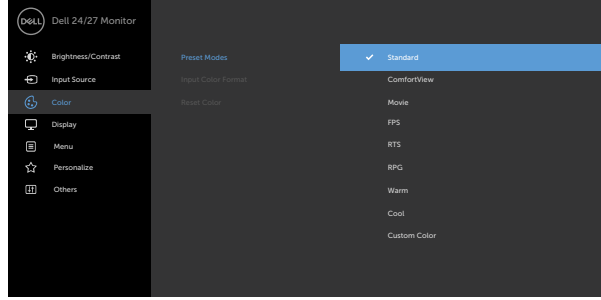 DELL Dell 24/27 Monitor
Brightness/Contrast Preset Modes Standard
Input Source Input Color Format ComfortView
Color Reset Color Movie
Display FPS
Menu RTS
Personalize RPG
Others Warm
Cool
Custom Color